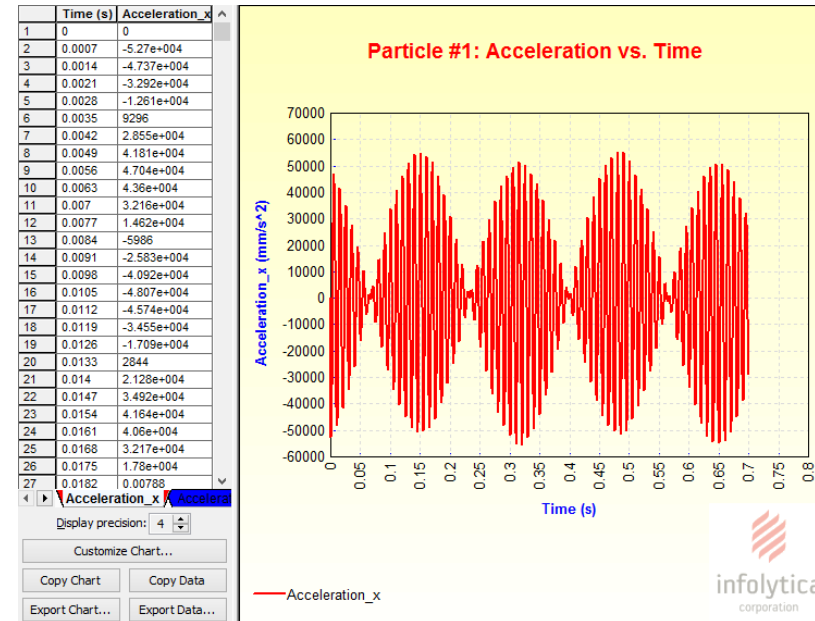 Time (s) Acceleration_x
1 0 0
2 0.0007 -5.27e+004
3 0.0014 -4.737e+004
4 0.0021 -3.292e+004
5 0.0028 -1.261e+004
6 0.0035 9296
7 0.0042 2.855e+004
8 0.0049 4.181e+004
9 0.0056 4.704e+004
10 0.0063 4.36e+004
11 0.007 3.216e+004
12 0.0077 1.462e+004
13 0.0084 -5986
14 0.0091 -2.583e+004
15 0.0098 -4.092e+004
16 0.0105 -4.807e+004
17 0.0112 -4.574e+004
18 0.0119 -3.455e+004
19 0.0126 -1.709e+004
20 0.0133 2844
21 0.014 2.128e+004
22 0.0147 3.492e+004
23 0.0154 4.164e+004
24 0.0161 4.06e+004
25 0.0168 3.217e+004
26 0.0175 1.78e+004
27 0.0182 0.00788
Acceleration_x Accelerat
Display precision: 4
Customize Chart...
Copy Chart Copy Data
Export Chart... Export Data...
Particle #1: Acceleration vs. Time
Acceleration_x (mm/s^2)
70000
60000
50000
40000
30000
20000
10000
0
-10000
-20000
-30000
-40000
-50000
-60000
0 0.05 0.1 0.15 0.2 0.25 0.3 0.35 0.4 0.45 0.5 0.55 0.6 0.65 0.7 0.75 0.8
Time (s)
Acceleration_x
infolytica
corporation